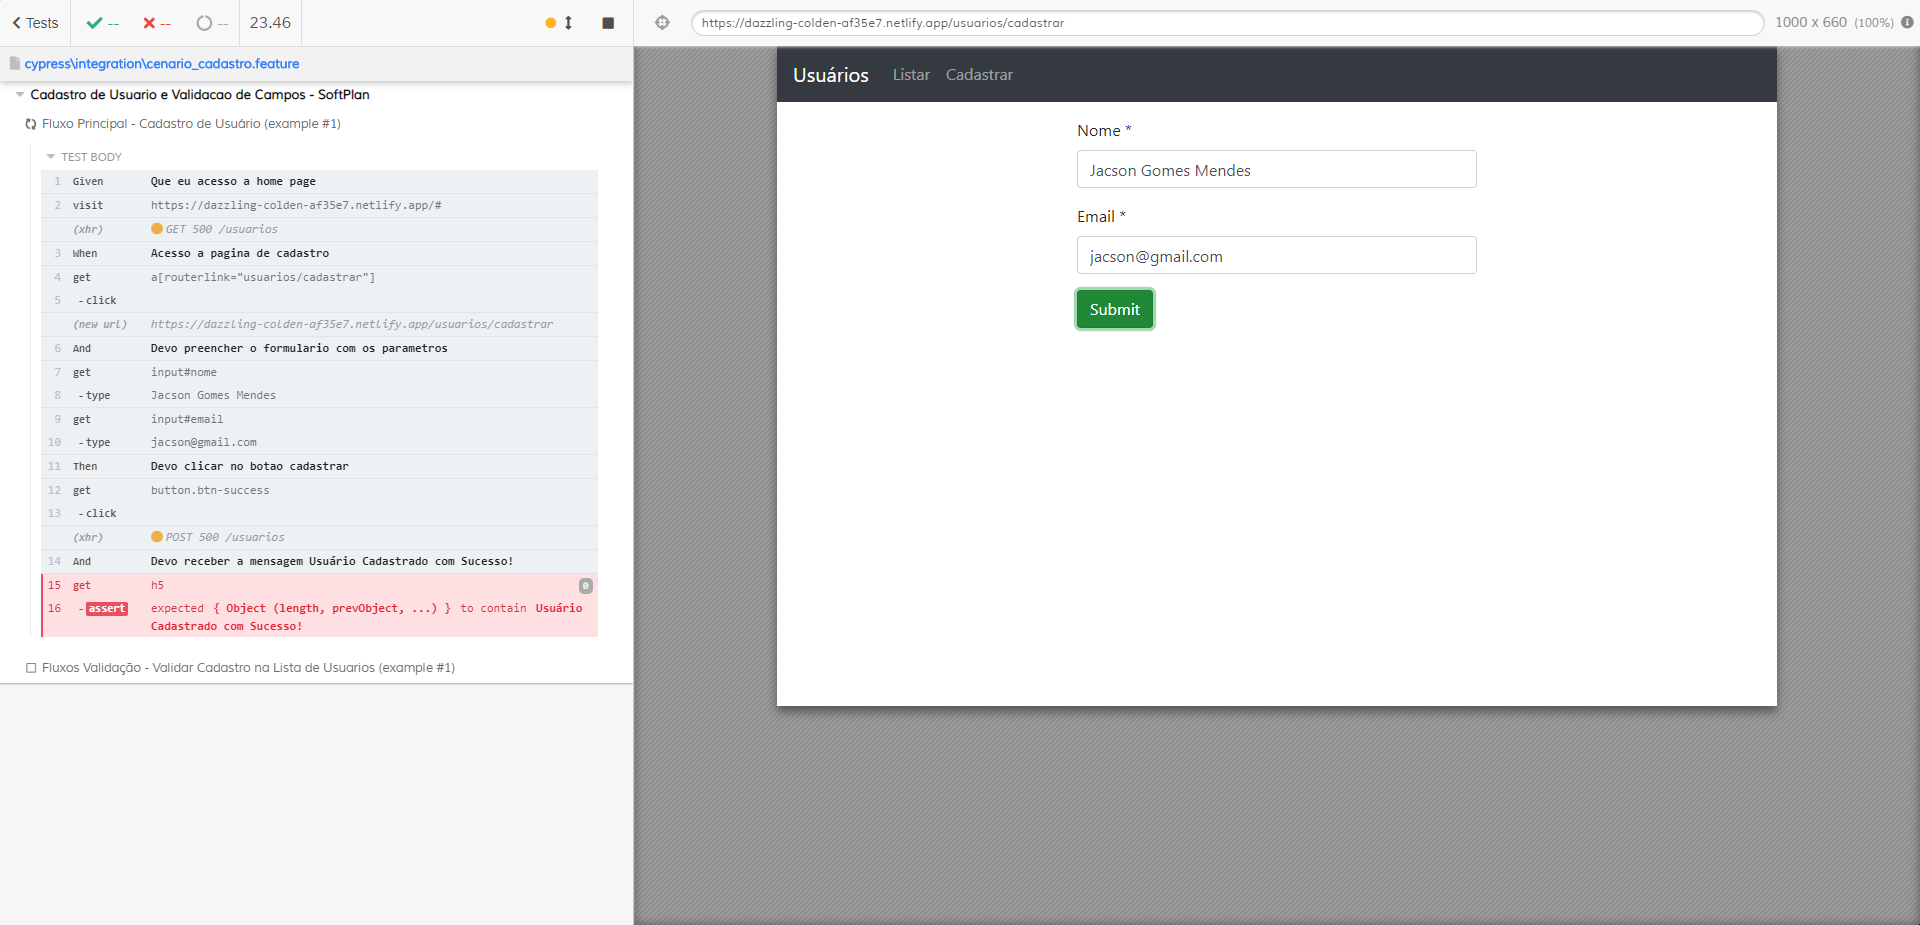 Tests -- -- -- 23.46
cypress\integration\cenario_cadastro.feature
Cadastro de Usuario e Validacao de Campos - SoftPlan
Fluxo Principal - Cadastro de Usuário (example #1)
TEST BODY
1 Given Que eu acesso a home page
2 visit https://dazzling-colden-af35e7.netlify.app/#
(xhr) GET 500 /usuarios
3 When Acesso a pagina de cadastro
4 get a[routerlink="usuarios/cadastrar"]
5 -click
(new url) https://dazzling-colden-af35e7.netlify.app/usuarios/cadastrar
6 And Devo preencher o formulario com os parametros
7 get input#nome
8 -type Jacson Gomes Mendes
9 get input#email
10 -type jacson@gmail.com
11 Then Devo clicar no botao cadastrar
12 get button.btn-success
13 -click
(xhr) POST 500 /usuarios
14 And Devo receber a mensagem Usuário Cadastrado com Sucesso!
15 get h5 0
16 -assert expected { Object (length, prevObject, ...) } to contain Usuário
Cadastrado com Sucesso!
Fluxos Validação - Validar Cadastro na Lista de Usuarios (example #1)
https://dazzling-colden-af35e7.netlify.app/usuarios/cadastrar
1000 x 660 (100%)
Usuários Listar Cadastrar
Nome *
Jacson Gomes Mendes
Email *
jacson@gmail.com
Submit